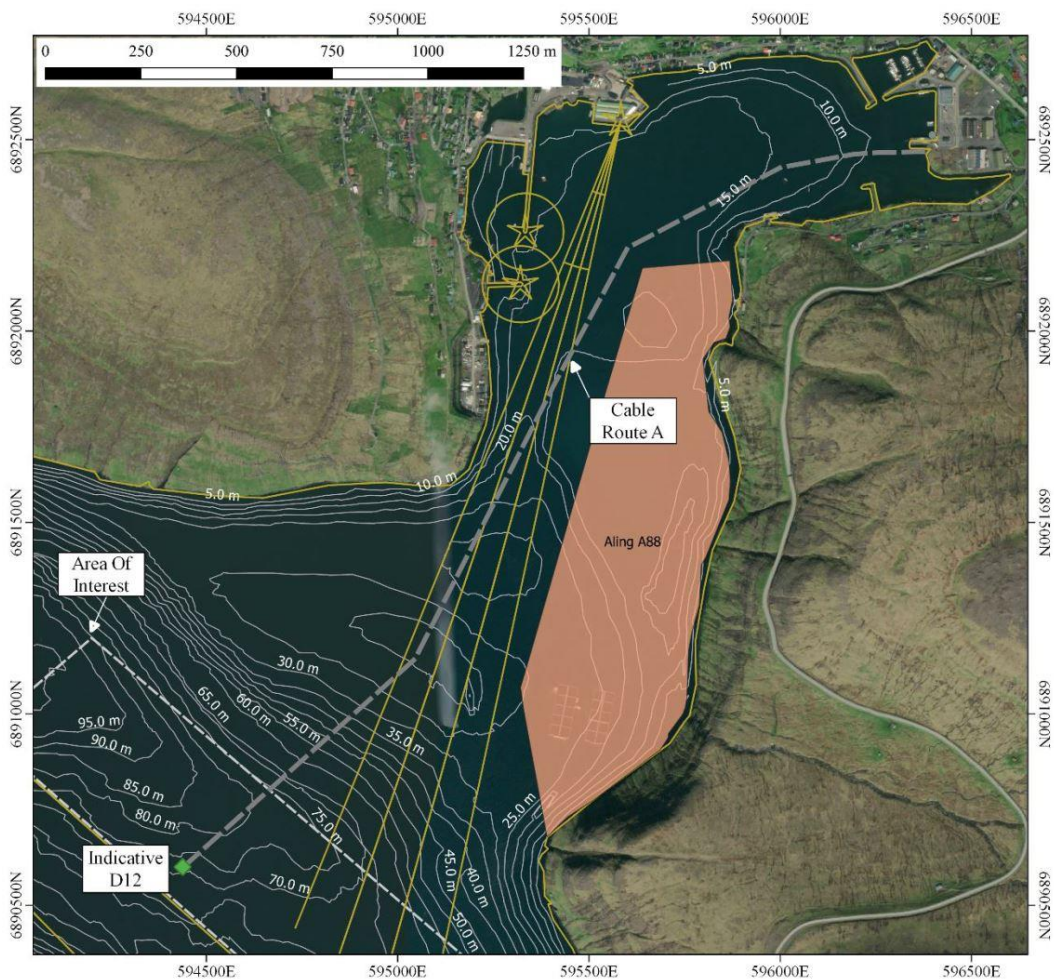 594500E 595000E 595500E 596000E 596500E
0 250 500 750 1000 1250 m
5.0 m
10.0 m
6892500N
6892500N
15.0 m
6892000N
6892000N
5.0 m
Cable
Route A
20.0 m
10.0 m
5.0 m
6891500N
6891500N
Aling A88
Area Of
Interest
30.0 m
65.0 m
60.0 m
55.0 m
35.0 m
95.0 m
90.0 m
6891000N
6891000N
85.0 m
80.0 m
75.0 m
25.0 m
Indicative
D12
70.0 m
45.0 m
40.0 m
50.0 m
6890500N
6890500N
594500E 595000E 595500E 596000E 596500E